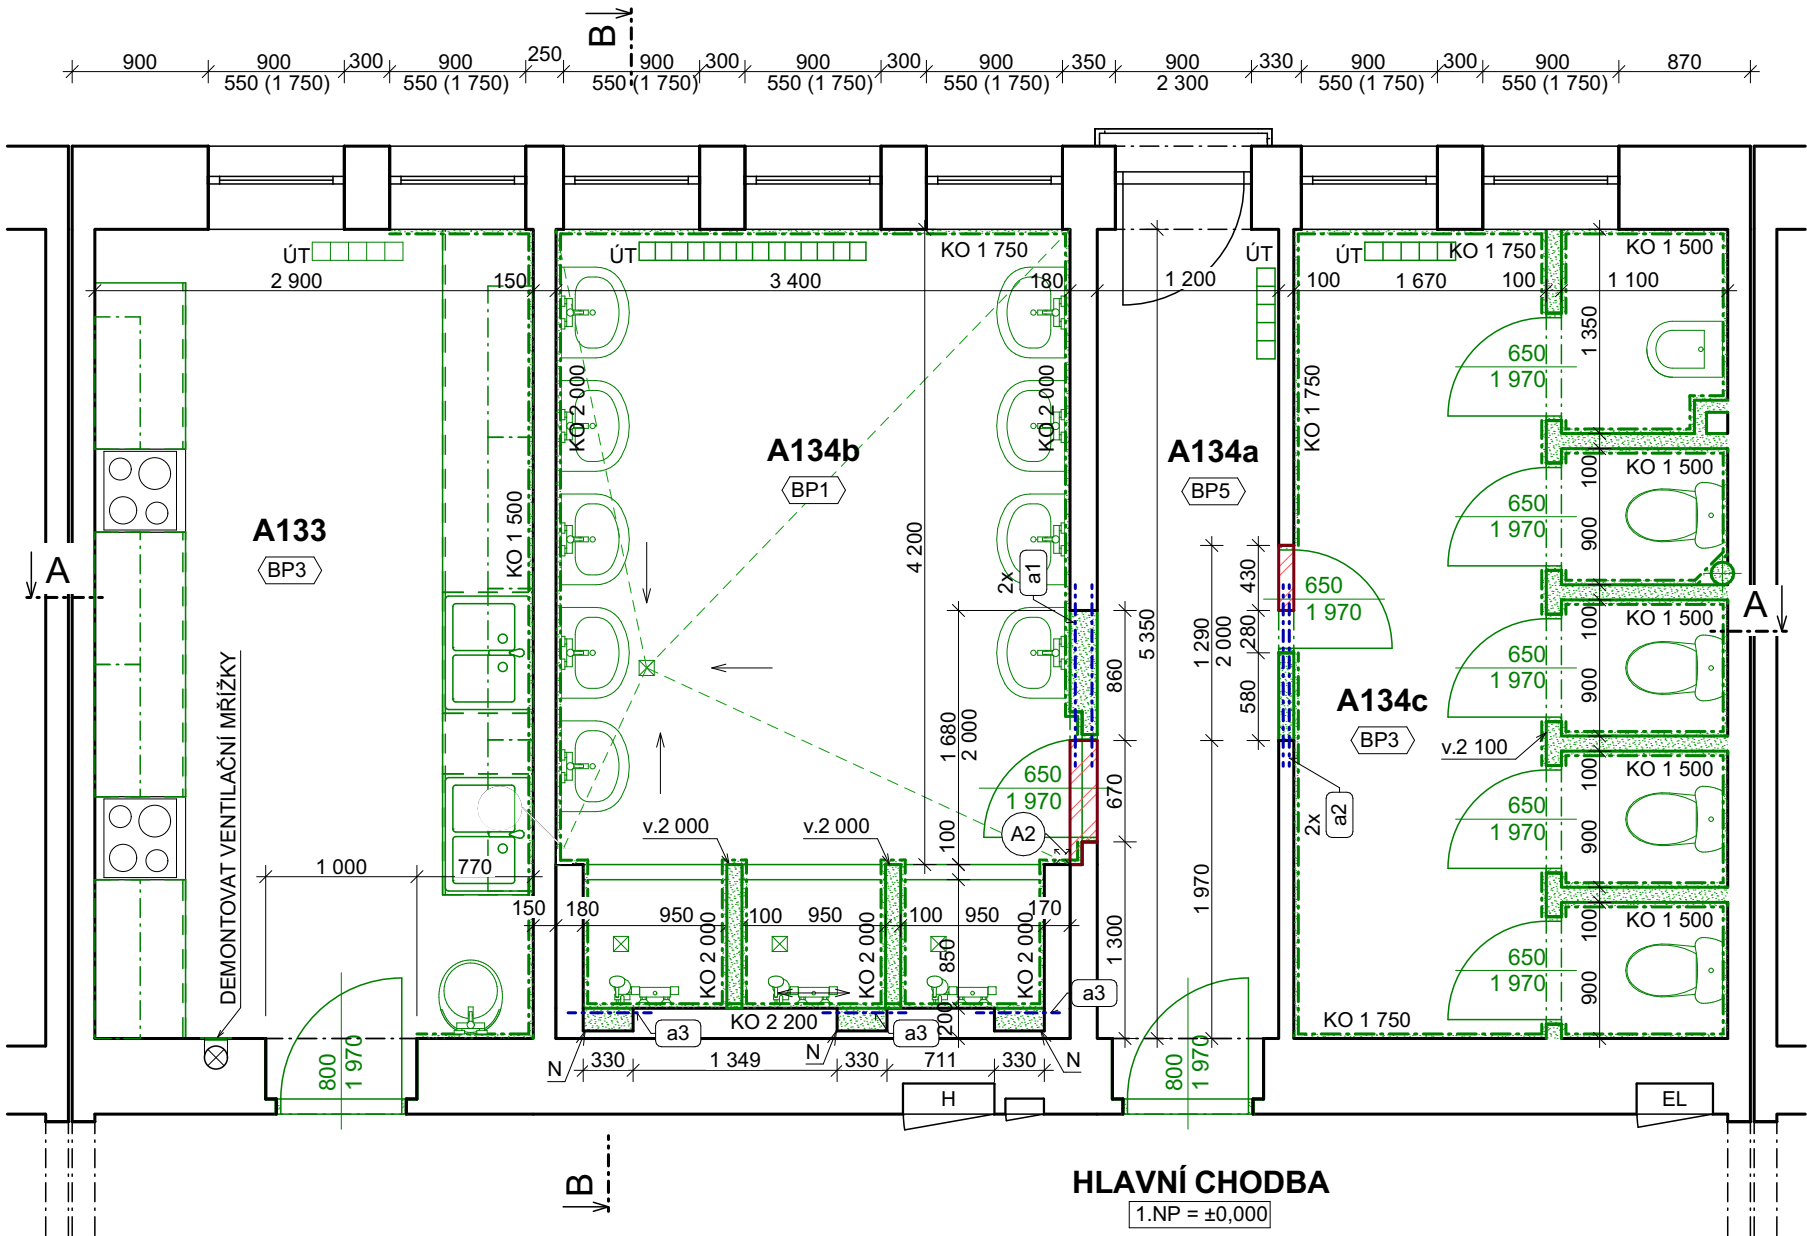 B
900 900 300 900 250 900 300 900 300 900 350 900 330 900 300 900 870
550 (1 750) 550 (1 750) 550 (1 750) 550 (1 750) 550 (1 750) 2 300 550 (1 750) 550 (1 750)
ÚT ÚT KO 1 750 ÚT ÚT KO 1 750 KO 1 500
2 900 150 3 400 180 1 200 100 1 670 100 1 100
1 350
650
1 970
KO 2 000
KO 2 000
KO 1 750
A134b
BP1
A134a
BP5
KO 1 500
100
650
1 970
900
A133
BP3
KO 1 500
4 200
A
A
2x
a1
430
650
1 970
280
1 290
2 000
580
5 350
860
KO 1 500
100
650
1 970
900
A134c
BP3
v.2 100
DEMONTOVAT VENTILAČNÍ MŘÍŽKY
1 680
2 000
650
1 970
670
2x
a2
KO 1 500
100
650
1 970
900
v.2 000
v.2 000
A2
100
1 000 770
150 180 950 100 950 100 950 170
KO 2 000
KO 2 000
KO 2 000
850
200
1 300
1 970
KO 1 500
100
650
1 970
900
a3
a3
a3
KO 2 200
KO 1 750
N
N
N
330 1 349 330 711 330
800
1 970
800
1 970
H
EL
B
HLAVNÍ CHODBA
1.NP = ±0,000